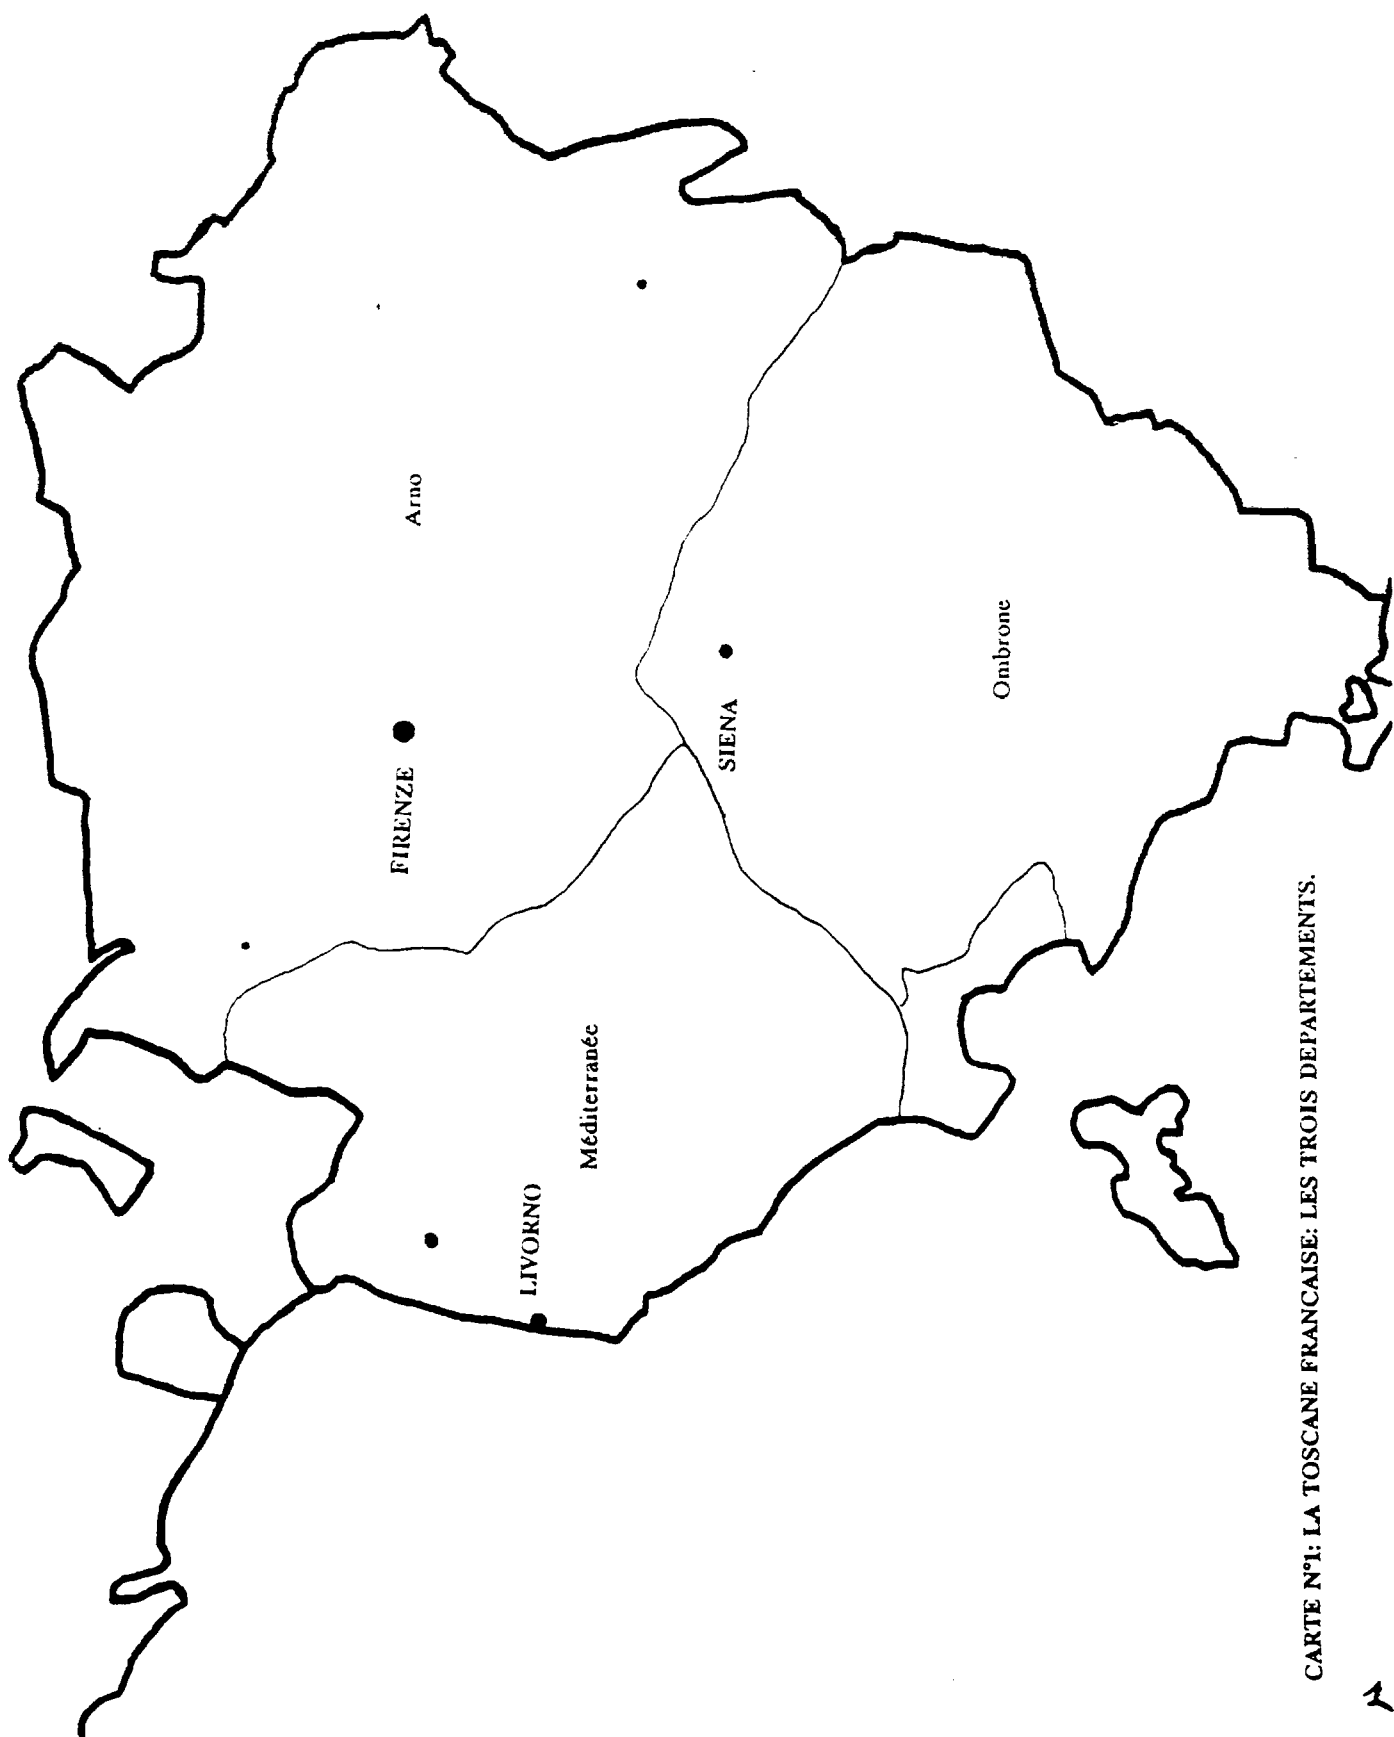 Arno
FIRENZE
SIENA
Ombrone
Méditerranée
LIVORNO
CARTE N°1: LA TOSCANE FRANCAISE: LES TROIS DEPARTEMENTS.